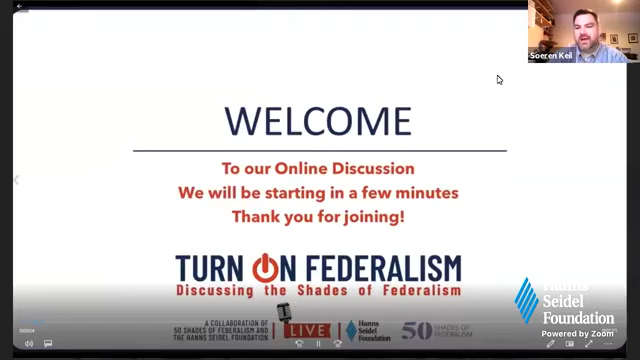 Soeren Keil
WELCOME
To our Online Discussion
We will be starting in a few minutes
Thank you for joining!
TURN ON FEDERALISM
Discussing the Shades of Federalism
Hanns
Seidel
Foundation
Powered by Zoom
A COLLABORATION OF
50 SHADES OF FEDERALISM AND
THE HANNS SEIDEL FOUNDATION
LIVE
Hanns
Seidel
Foundation
50 SHADES OF
FEDERALISM